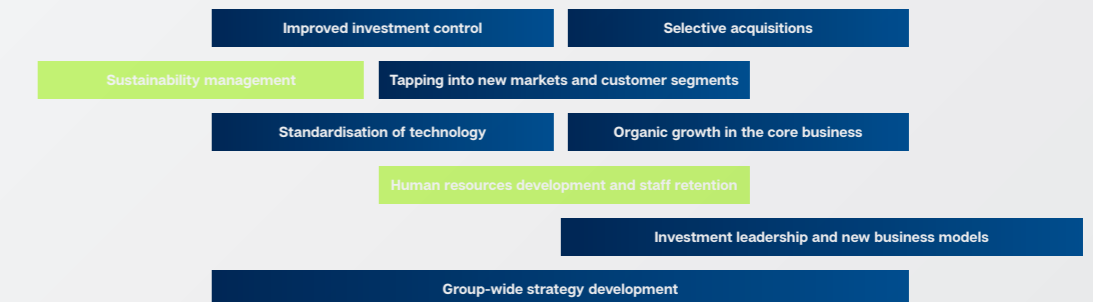 Improved investment control
Selective acquisitions
Sustainability management
Tapping into new markets and customer segments
Standardisation of technology
Organic growth in the core business
Human resources development and staff retention
Investment leadership and new business models
Group-wide strategy development